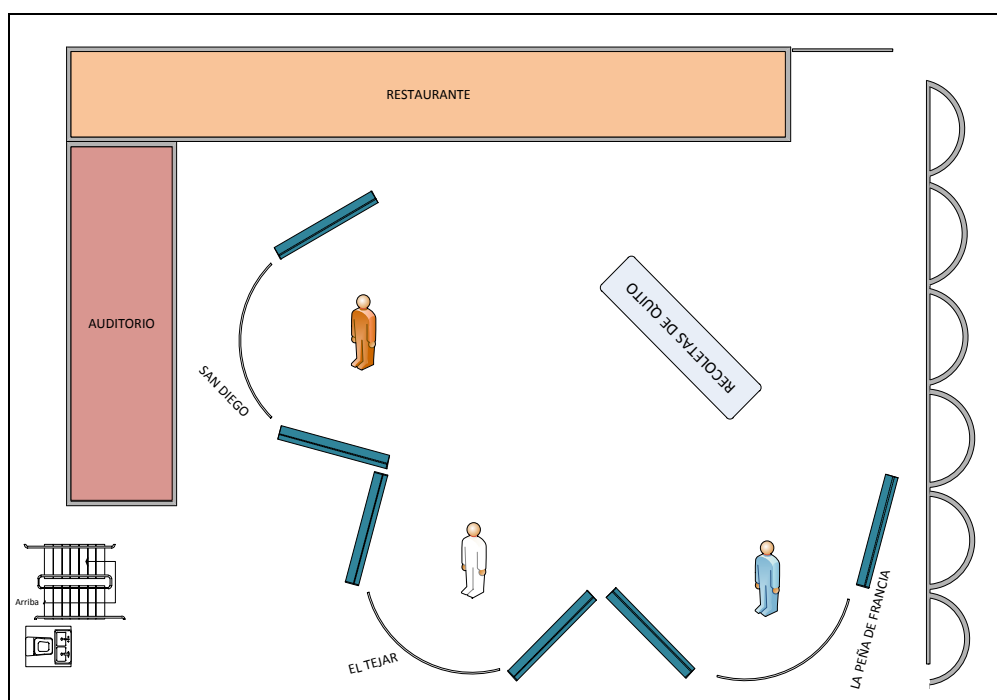 RESTAURANTE
AUDITORIO
RECOLETAS DE QUITO
SAN DIEGO
Arriba
EL TEJAR
LA PEÑA DE FRANCIA